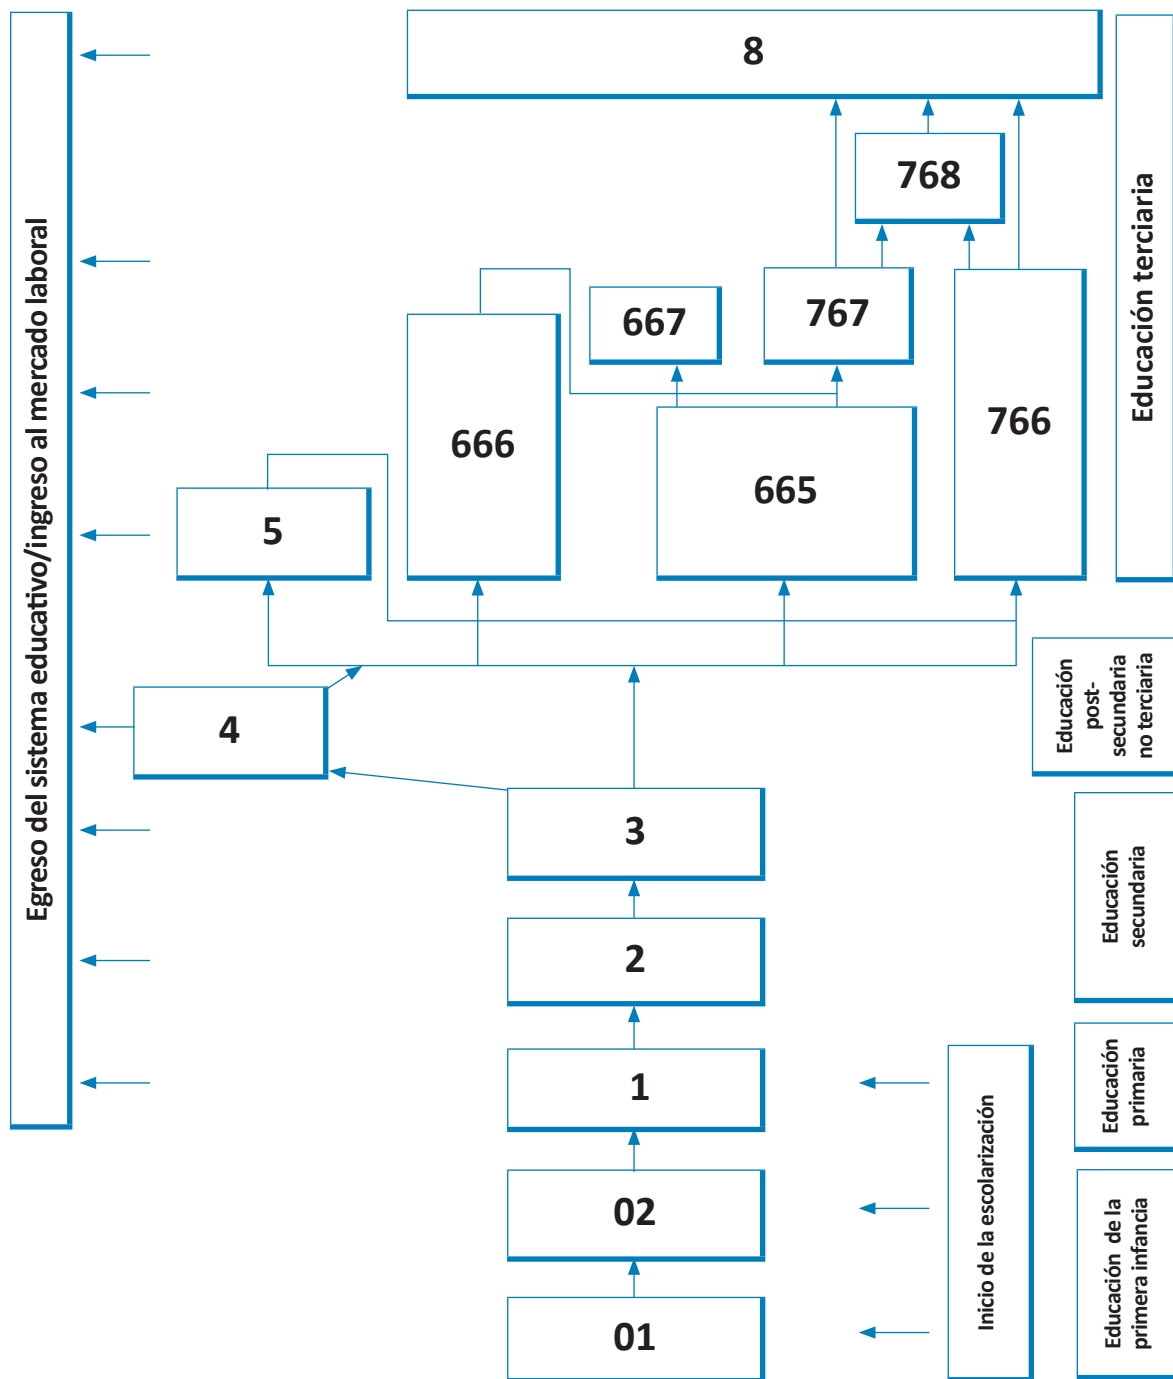 8
768
667
767
666
665
766
5
4
3
2
1
02
01
Egreso del sistema educativo/ingreso al mercado laboral
Educación terciaria
Educación
post-
secundaria
no terciaria
Educación
secundaria
Educación
primaria
Inicio de la escolarización
Educación de la
primera infancia